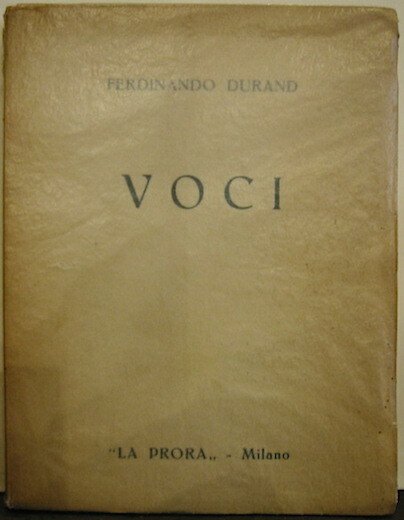 FERDINANDO DURAND
VOCI
"LA PRORA„ - Milano